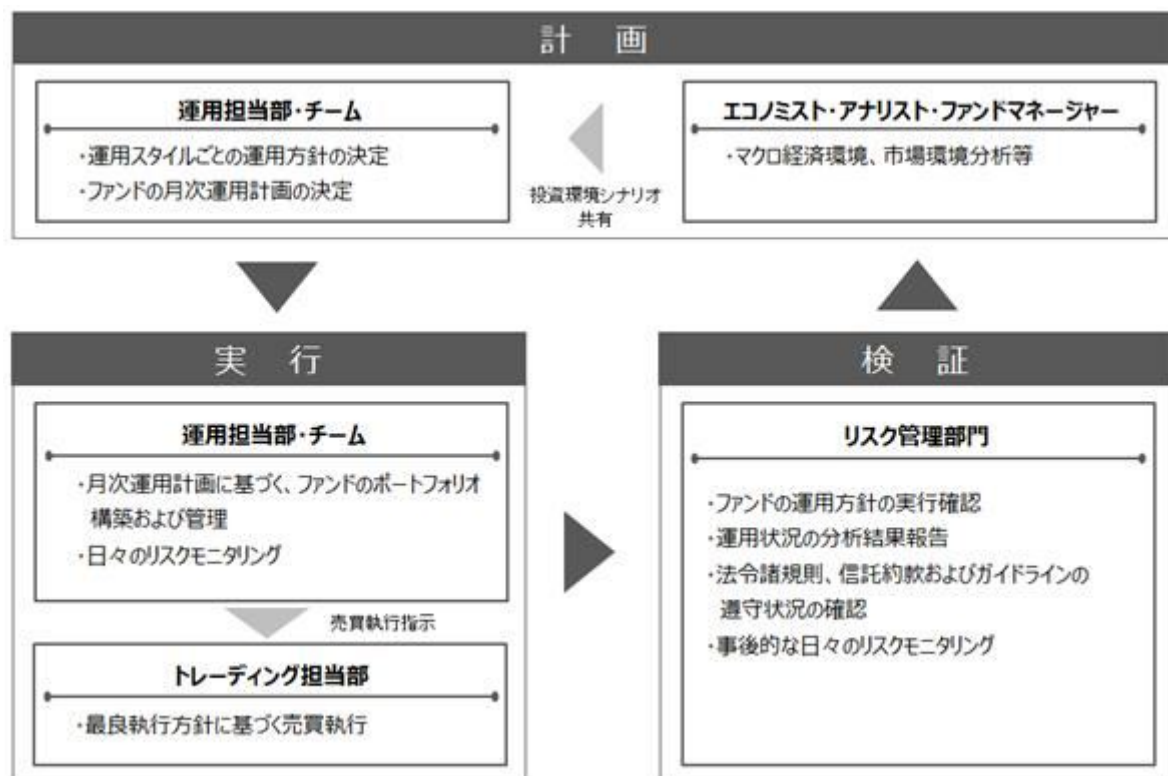 計 画
運用担当部・チーム
・運用スタイルごとの運用方針の決定
・ファンドの月次運用計画の決定
投資環境シナリオ
共有
エコノミスト・アナリスト・ファンドマネージャー
・マクロ経済環境、市場環境分析等
実 行
運用担当部・チーム
・月次運用計画に基づく、ファンドのポートフォリオ
構築および管理
・日々のリスクモニタリング
売買執行指示
トレーディング担当部
・最良執行方針に基づく売買執行
検 証
リスク管理部門
・ファンドの運用方針の実行確認
・運用状況の分析結果報告
・法令諸規則、信託約款およびガイドラインの
遵守状況の確認
・事後的な日々のリスクモニタリング